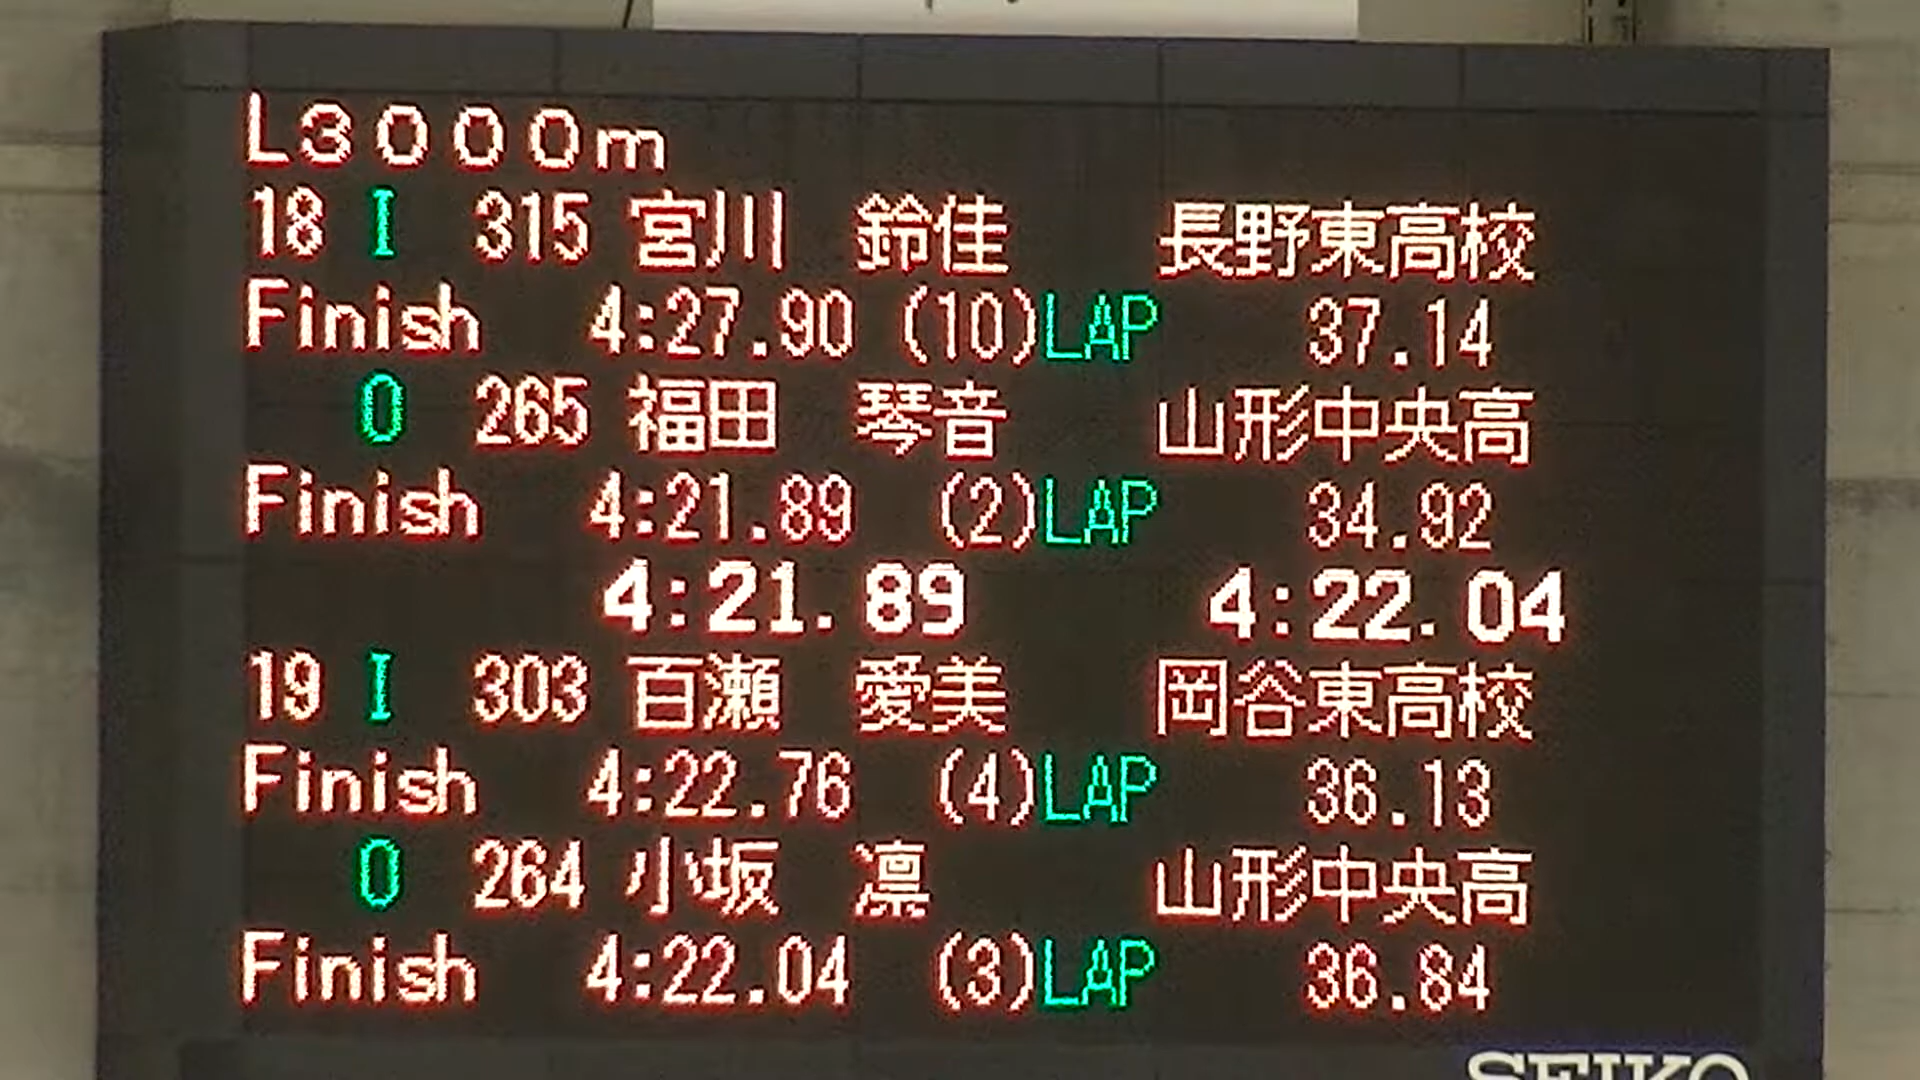 L3000m
18 I 315 宮川 鈴佳 長野東高校
Finish 4:27.90 (10)LAP 37.14
O 265 福田 琴音 山形中央高
Finish 4:21.89 (2)LAP 34.92
4:21.89 4:22.04
19 I 303 百瀬 愛美 岡谷東高校
Finish 4:22.76 (4)LAP 36.13
O 264 小坂 凛 山形中央高
Finish 4:22.04 (3)LAP 36.84
SEIKO